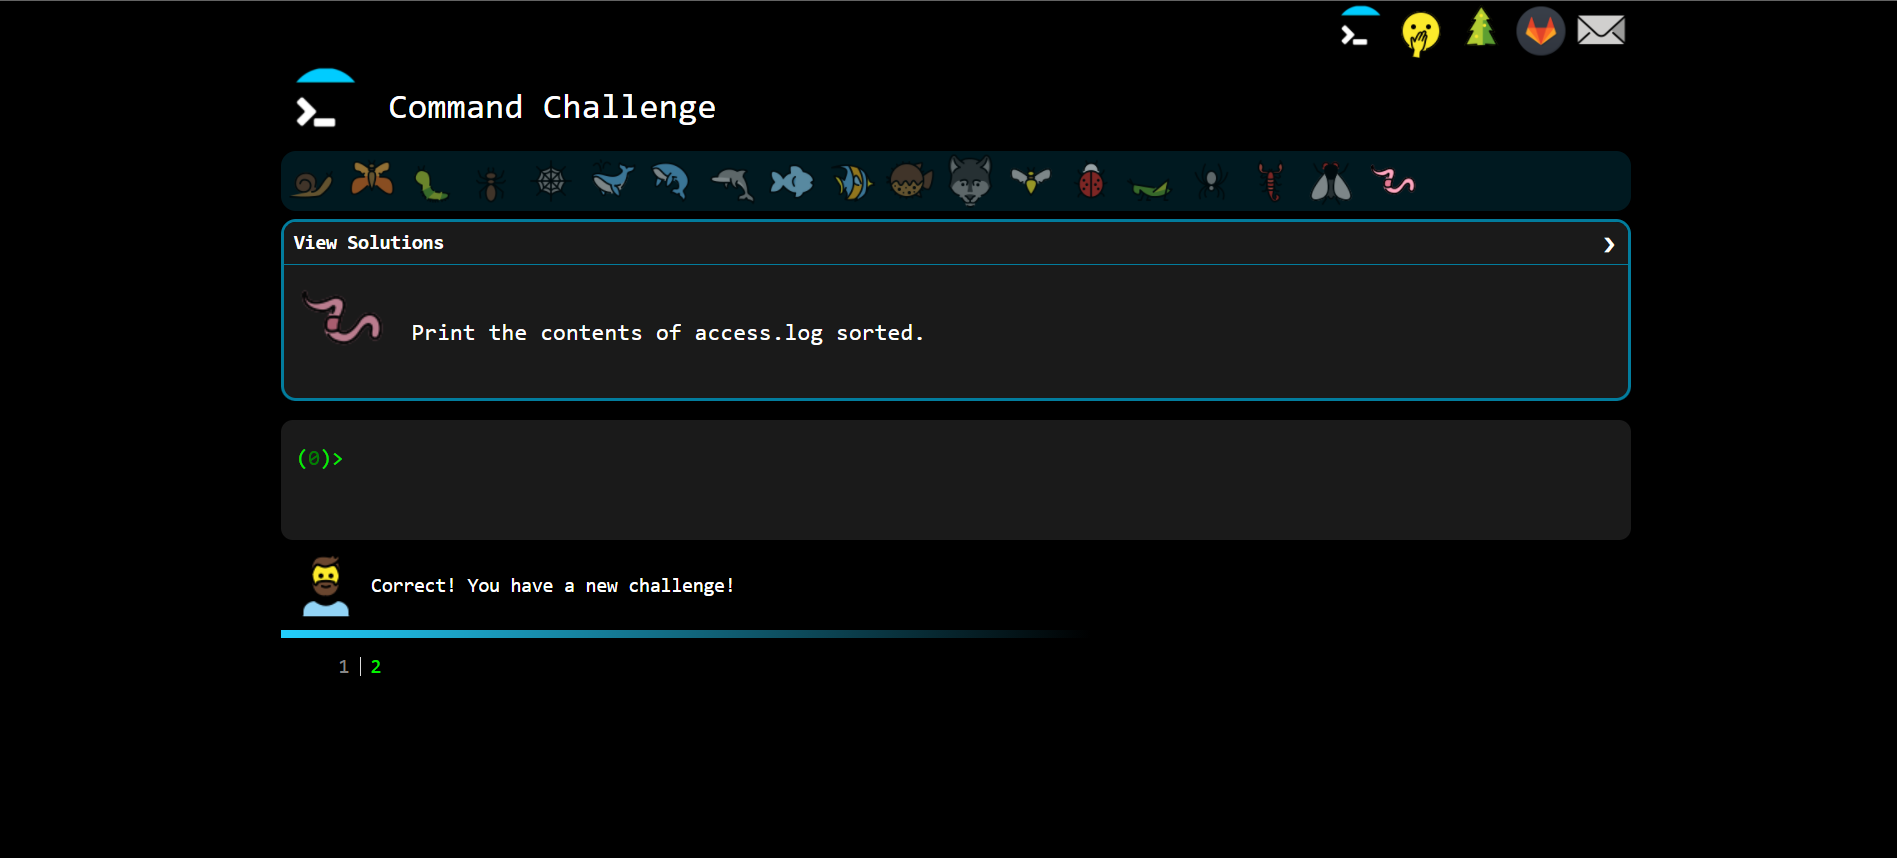 Command Challenge
View Solutions
Print the contents of access.log sorted.
(0)>
Correct! You have a new challenge!
1 | 2